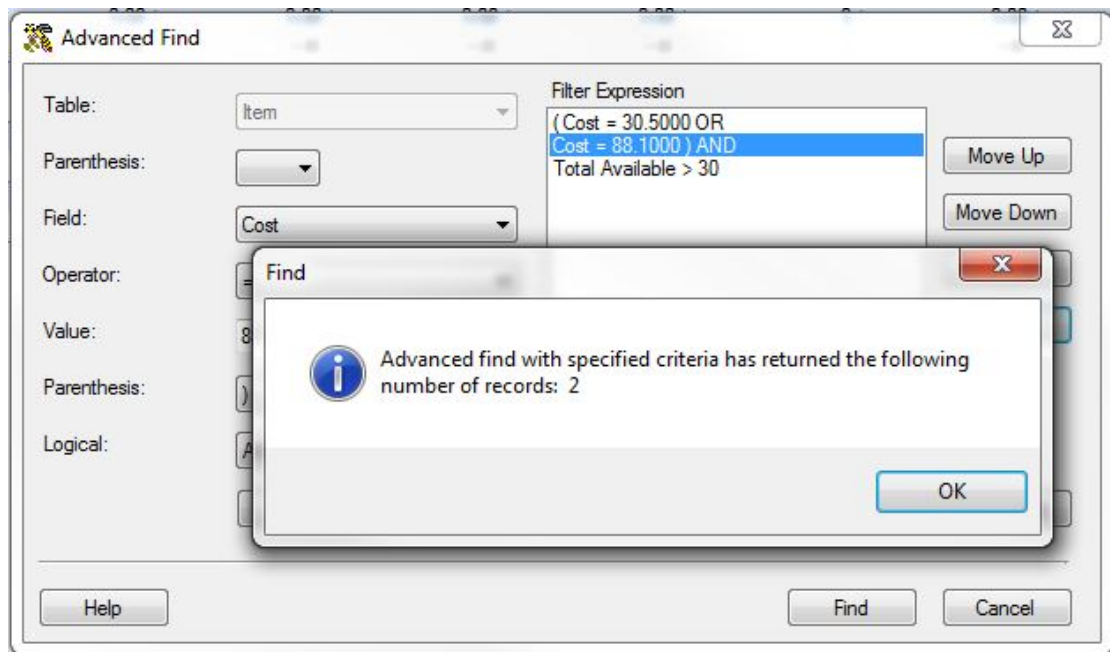 Advanced Find
Table:
Item
Filter Expression
( Cost = 30.5000 OR
Cost = 88.1000 ) AND
Total Available > 30
Parenthesis:
Move Up
Field:
Cost
Move Down
Operator:
=
Find
Value:
8
Advanced find with specified criteria has returned the following
number of records: 2
Parenthesis:
)
Logical:
A
OK
Help
Find
Cancel